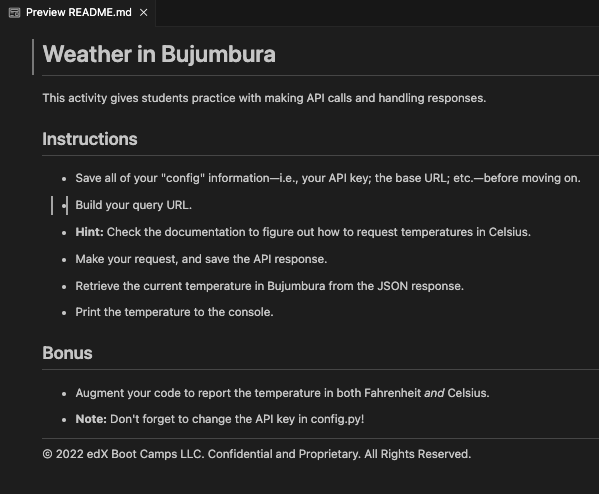 Preview README.md
Weather in Bujumbura
This activity gives students practice with making API calls and handling responses.
Instructions
• Save all of your "config" information—i.e., your API key; the base URL; etc.—before moving on.
• Build your query URL.
• Hint: Check the documentation to figure out how to request temperatures in Celsius.
• Make your request, and save the API response.
• Retrieve the current temperature in Bujumbura from the JSON response.
• Print the temperature to the console.
Bonus
• Augment your code to report the temperature in both Fahrenheit and Celsius.
• Note: Don't forget to change the API key in config.py!
© 2022 edX Boot Camps LLC. Confidential and Proprietary. All Rights Reserved.